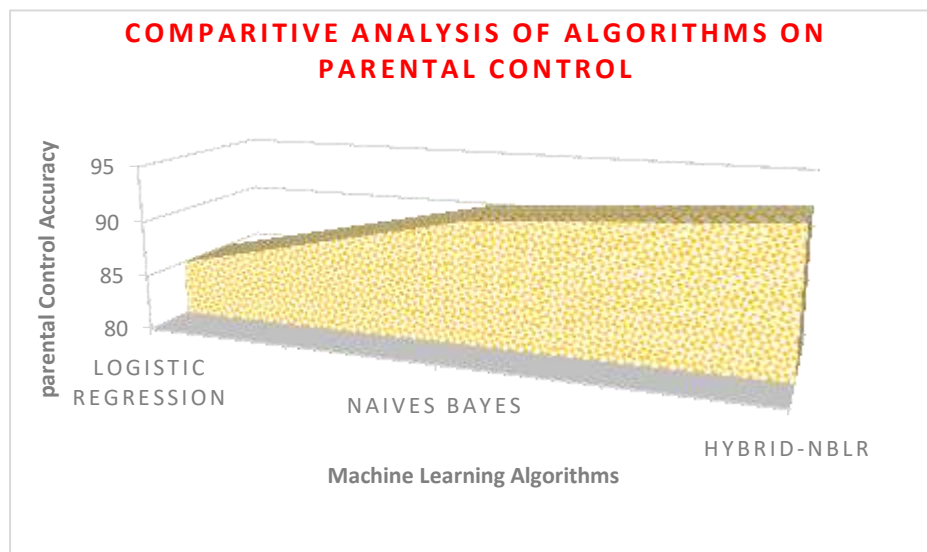 COMPARITIVE ANALYSIS OF ALGORITHMS ON
PARENTAL CONTROL
parental Control Accuracy
95
90
85
80
LOGISTIC
REGRESSION
NAIVES BAYES
HYBRID-NBLR
Machine Learning Algorithms